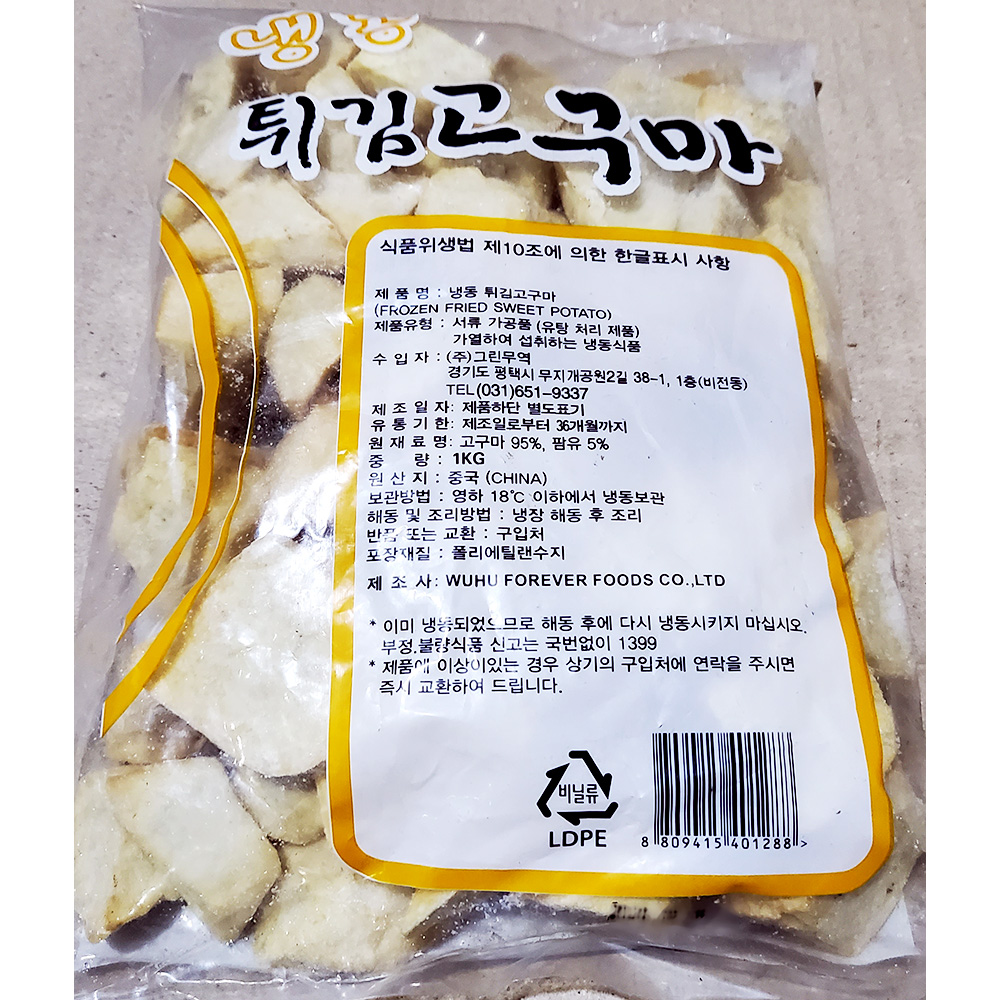 냉동
튀김고구마
식품위생법 제10조에 의한 한글표시 사항
제 품 명 : 냉동 튀김고구마
(FROZEN FRIED SWEET POTATO)
제품유형 : 서류 가공품 (유탕 처리 제품)
가열하여 섭취하는 냉동식품
수 입 자 : (주)그린무역
경기도 평택시 무지개공원2길 38-1, 1층(비전동)
TEL(031)651-9337
제 조 일 자: 제품하단 별도표기
유 통 기 한: 제조일로부터 36개월까지
원 재 료 명: 고구마 95%, 팜유 5%
중 량 : 1KG
원 산 지 : 중국 (CHINA)
보관방법 : 영하 18℃ 이하에서 냉동보관
해동 및 조리방법 : 냉장 해동 후 조리
반품 또는 교환 : 구입처
포장재질 : 폴리에틸랜수지
제 조 사: WUHU FOREVER FOODS CO.,LTD
* 이미 냉동되었으므로 해동 후에 다시 냉동시키지 마십시오.
부정.불량식품 신고는 국번없이 1399
* 제품에 이상이있는 경우 상기의 구입처에 연락을 주시면
즉시 교환하여 드립니다.
비닐류
LDPE
8 809415 401288 >